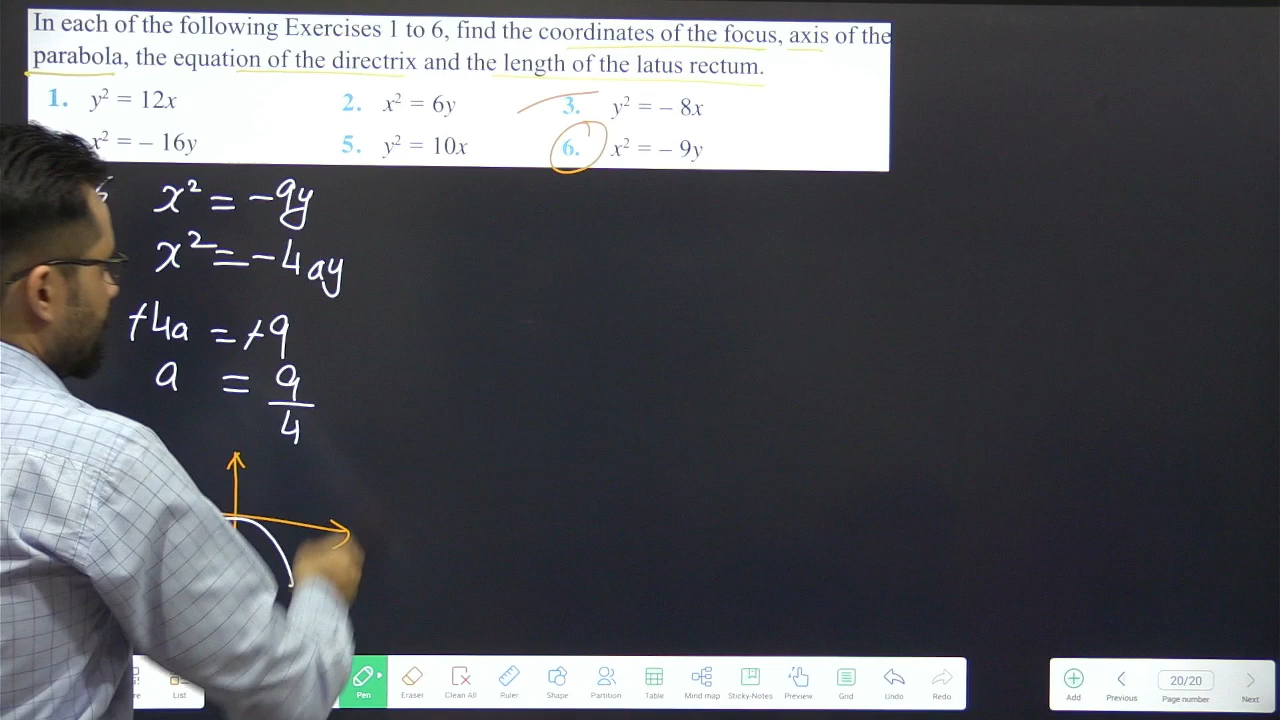 In each of the following Exercises 1 to 6, find the coordinates of the focus, axis of the
parabola, the equation of the directrix and the length of the latus rectum.
1. y² = 12x 2. x² = 6y 3. y² = – 8x
x² = – 16y 5. y² = 10x 6. x² = – 9y
x² = -9y
x² = -4ay
+4a = +9
a = 9/4
List Pen Eraser Clean All Ruler Shape Partition Table Mind map Sticky-Notes Preview Grid Undo Redo
Add Previous 20/20 Page number Next